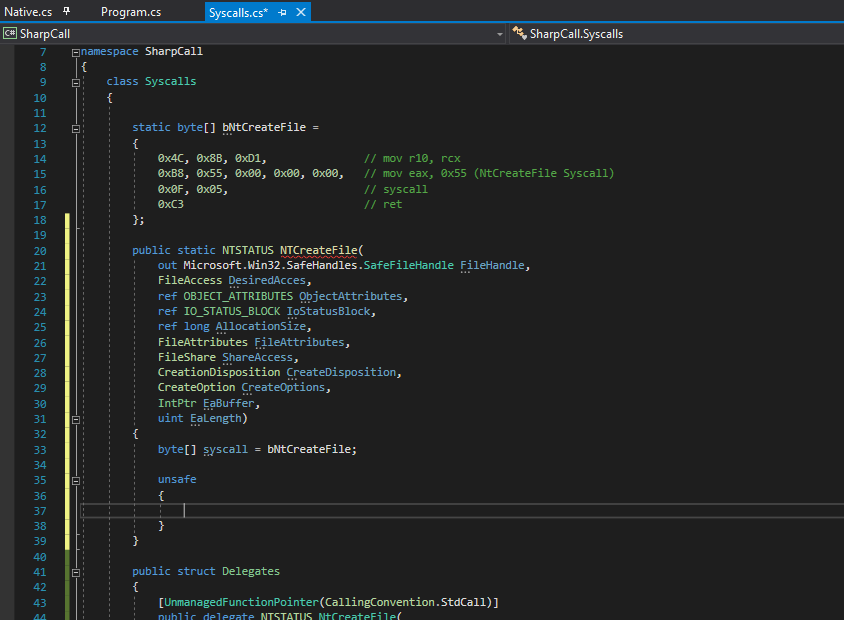 Native.cs Program.cs Syscalls.cs*
SharpCall SharpCall.Syscalls
7 namespace SharpCall
8 {
9 class Syscalls
10 {
11
12 static byte[] bNtCreateFile =
13 {
14 0x4C, 0x8B, 0xD1, // mov r10, rcx
15 0xB8, 0x55, 0x00, 0x00, 0x00, // mov eax, 0x55 (NtCreateFile Syscall)
16 0x0F, 0x05, // syscall
17 0xC3 // ret
18 };
19
20 public static NTSTATUS NTCreateFile(
21 out Microsoft.Win32.SafeHandles.SafeFileHandle FileHandle,
22 FileAccess DesiredAcces,
23 ref OBJECT_ATTRIBUTES ObjectAttributes,
24 ref IO_STATUS_BLOCK IoStatusBlock,
25 ref long AllocationSize,
26 FileAttributes FileAttributes,
27 FileShare ShareAccess,
28 CreationDisposition CreateDisposition,
29 CreateOption CreateOptions,
30 IntPtr EaBuffer,
31 uint EaLength)
32 {
33 byte[] syscall = bNtCreateFile;
34
35 unsafe
36 {
37
38 }
39 }
40
41 public struct Delegates
42 {
43 [UnmanagedFunctionPointer(CallingConvention.StdCall)]
44 public delegate NTSTATUS NtCreateFile(